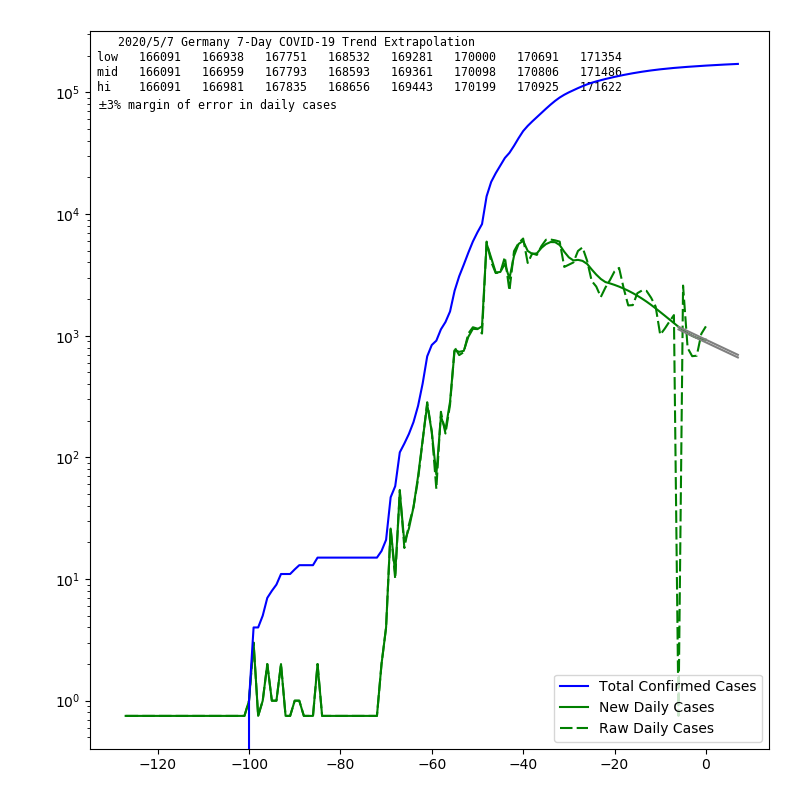 2020/5/7 Germany 7-Day COVID-19 Trend Extrapolation
low 166091 166938 167751 168532 169281 170000 170691 171354
mid 166091 166959 167793 168593 169361 170098 170806 171486
hi 166091 166981 167835 168656 169443 170199 170925 171622
±3% margin of error in daily cases
10^5
10^4
10^3
10^2
10^1
10^0
Total Confirmed Cases
New Daily Cases
Raw Daily Cases
−120 −100 −80 −60 −40 −20 0